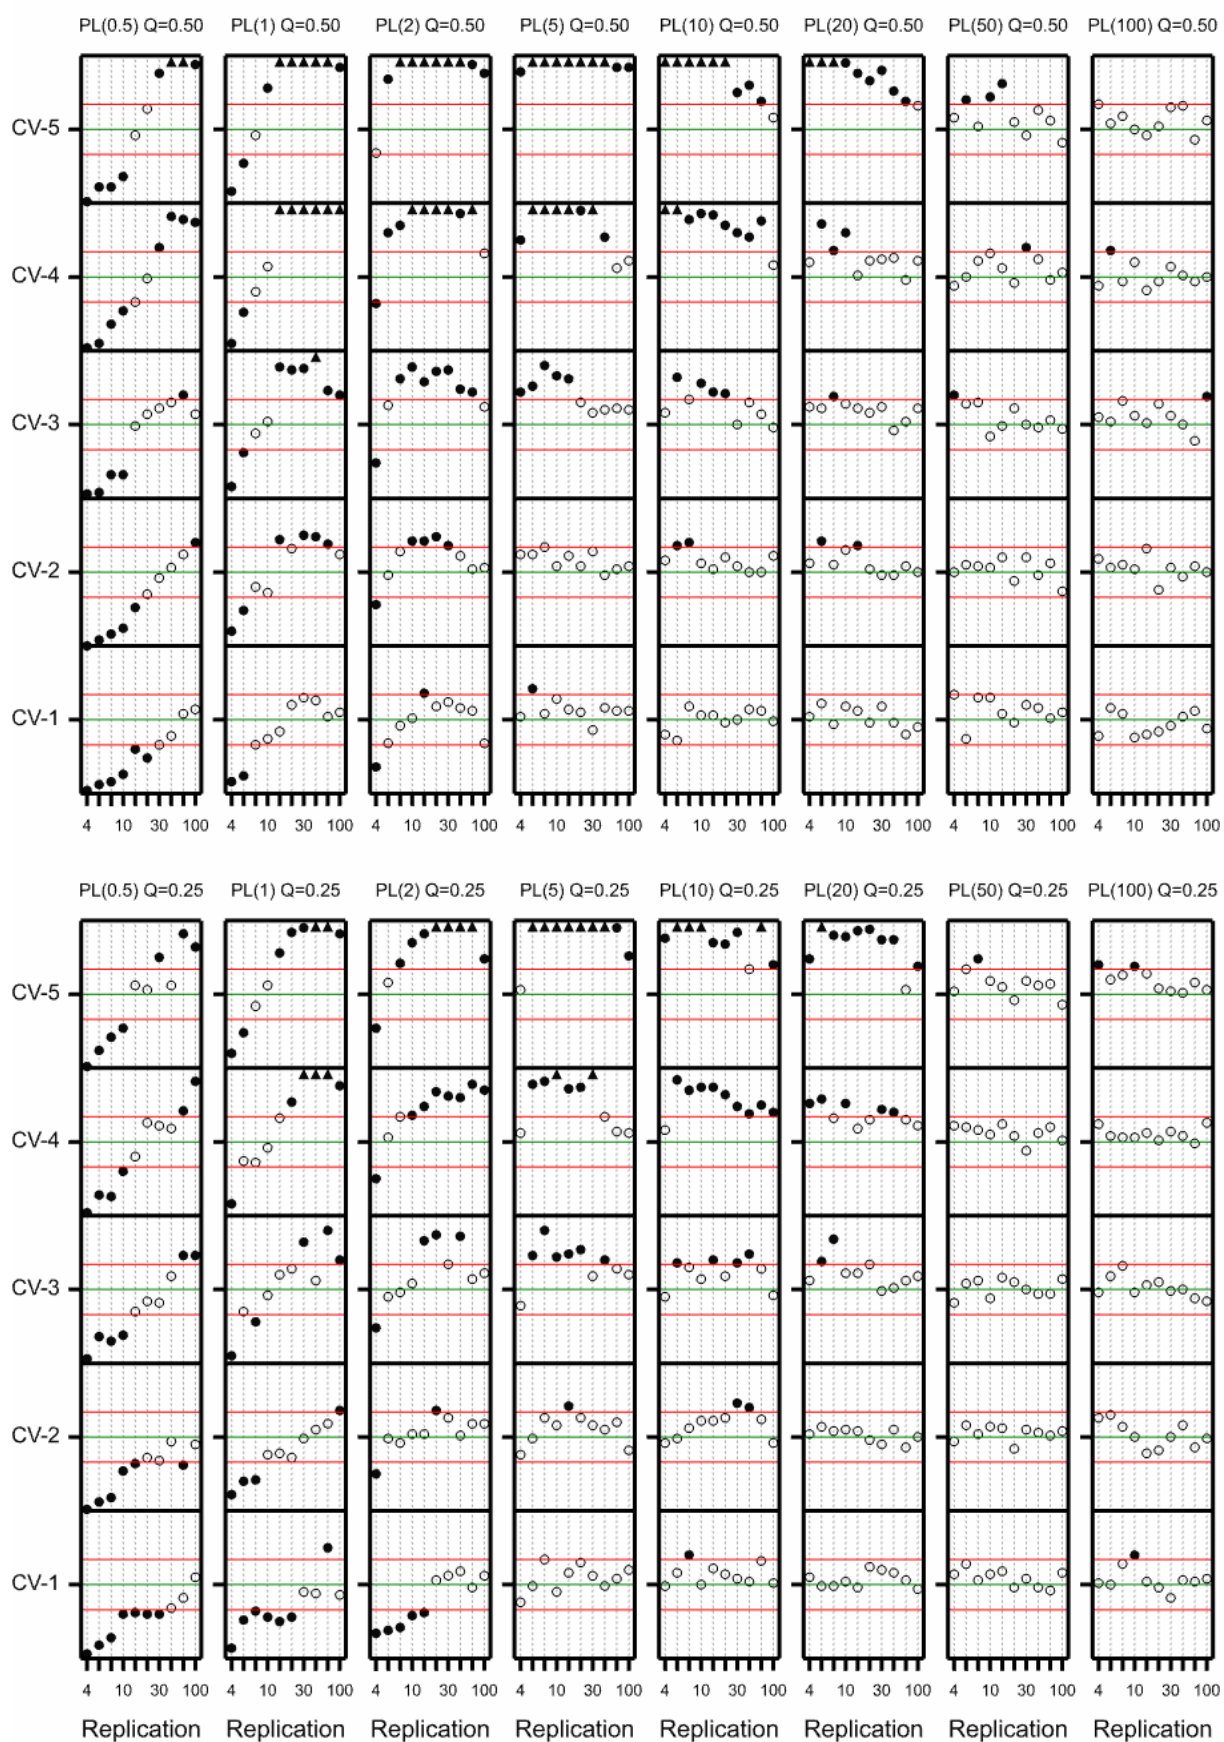 PL(0.5) Q=0.50 PL(1) Q=0.50 PL(2) Q=0.50 PL(5) Q=0.50 PL(10) Q=0.50 PL(20) Q=0.50 PL(50) Q=0.50 PL(100) Q=0.50
CV-5
CV-4
CV-3
CV-2
CV-1
4 10 30 100 4 10 30 100 4 10 30 100 4 10 30 100 4 10 30 100 4 10 30 100 4 10 30 100 4 10 30 100
PL(0.5) Q=0.25 PL(1) Q=0.25 PL(2) Q=0.25 PL(5) Q=0.25 PL(10) Q=0.25 PL(20) Q=0.25 PL(50) Q=0.25 PL(100) Q=0.25
CV-5
CV-4
CV-3
CV-2
CV-1
4 10 30 100 4 10 30 100 4 10 30 100 4 10 30 100 4 10 30 100 4 10 30 100 4 10 30 100 4 10 30 100
Replication Replication Replication Replication Replication Replication Replication Replication